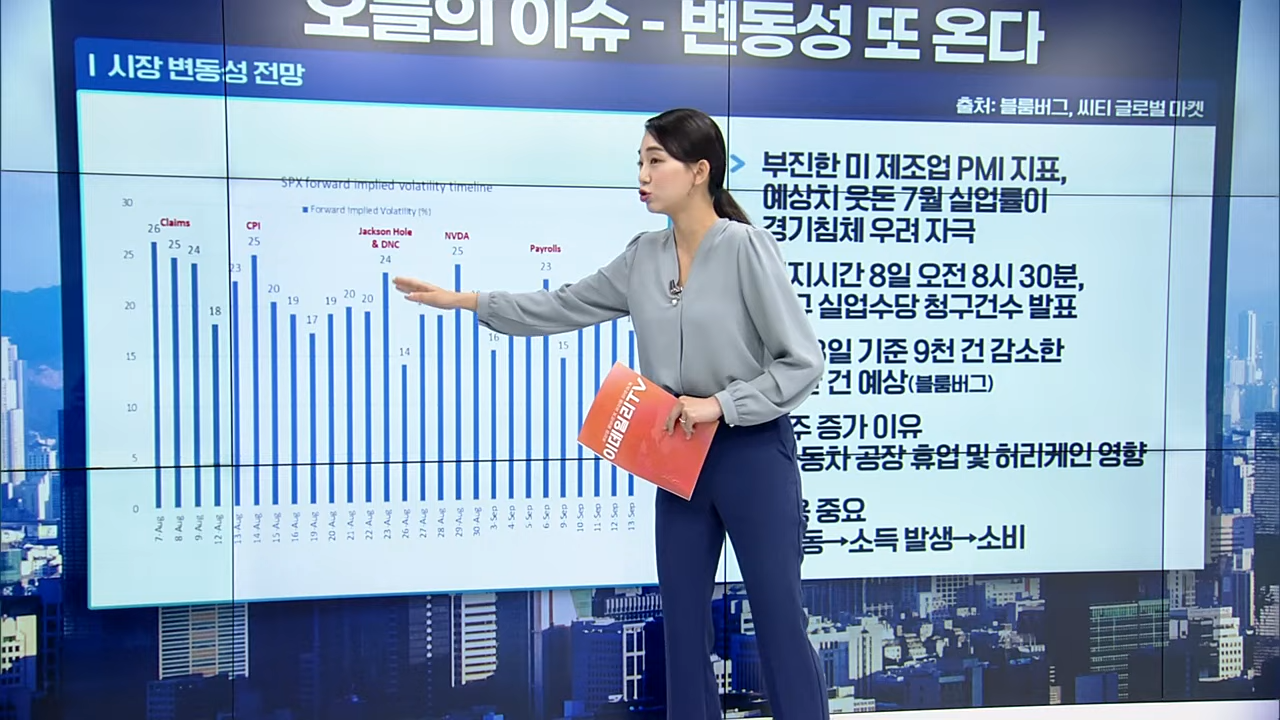 오늘의 이슈 - 변동성 또 온다
시장 변동성 전망
출처: 블룸버그, 씨티 글로벌 마켓
SPX forward implied volatility timeline
Forward Implied Volatility (%)
30
25
20
15
10
5
0
Claims
CPI
Jackson Hole
& DNC
NVDA
Payrolls
26
25
24
18
23
25
20
19
17
19
20
20
24
14
25
16
23
15
7-Aug
8-Aug
9-Aug
12-Aug
13-Aug
14-Aug
15-Aug
16-Aug
19-Aug
20-Aug
21-Aug
22-Aug
23-Aug
26-Aug
27-Aug
28-Aug
29-Aug
30-Aug
3-Sep
4-Sep
5-Sep
6-Sep
9-Sep
10-Sep
11-Sep
12-Sep
13-Sep
부진한 미 제조업 PMI 지표,
예상치 웃돈 7월 실업률이
경기침체 우려 자극
지시간 8일 오전 8시 30분,
실업수당 청구건수 발표
일 기준 9천 건 감소한
건 예상(블룸버그)
주 증가 이유
동차 공장 휴업 및 허리케인 영향
중요
동→소득 발생→소비
이데일리TV